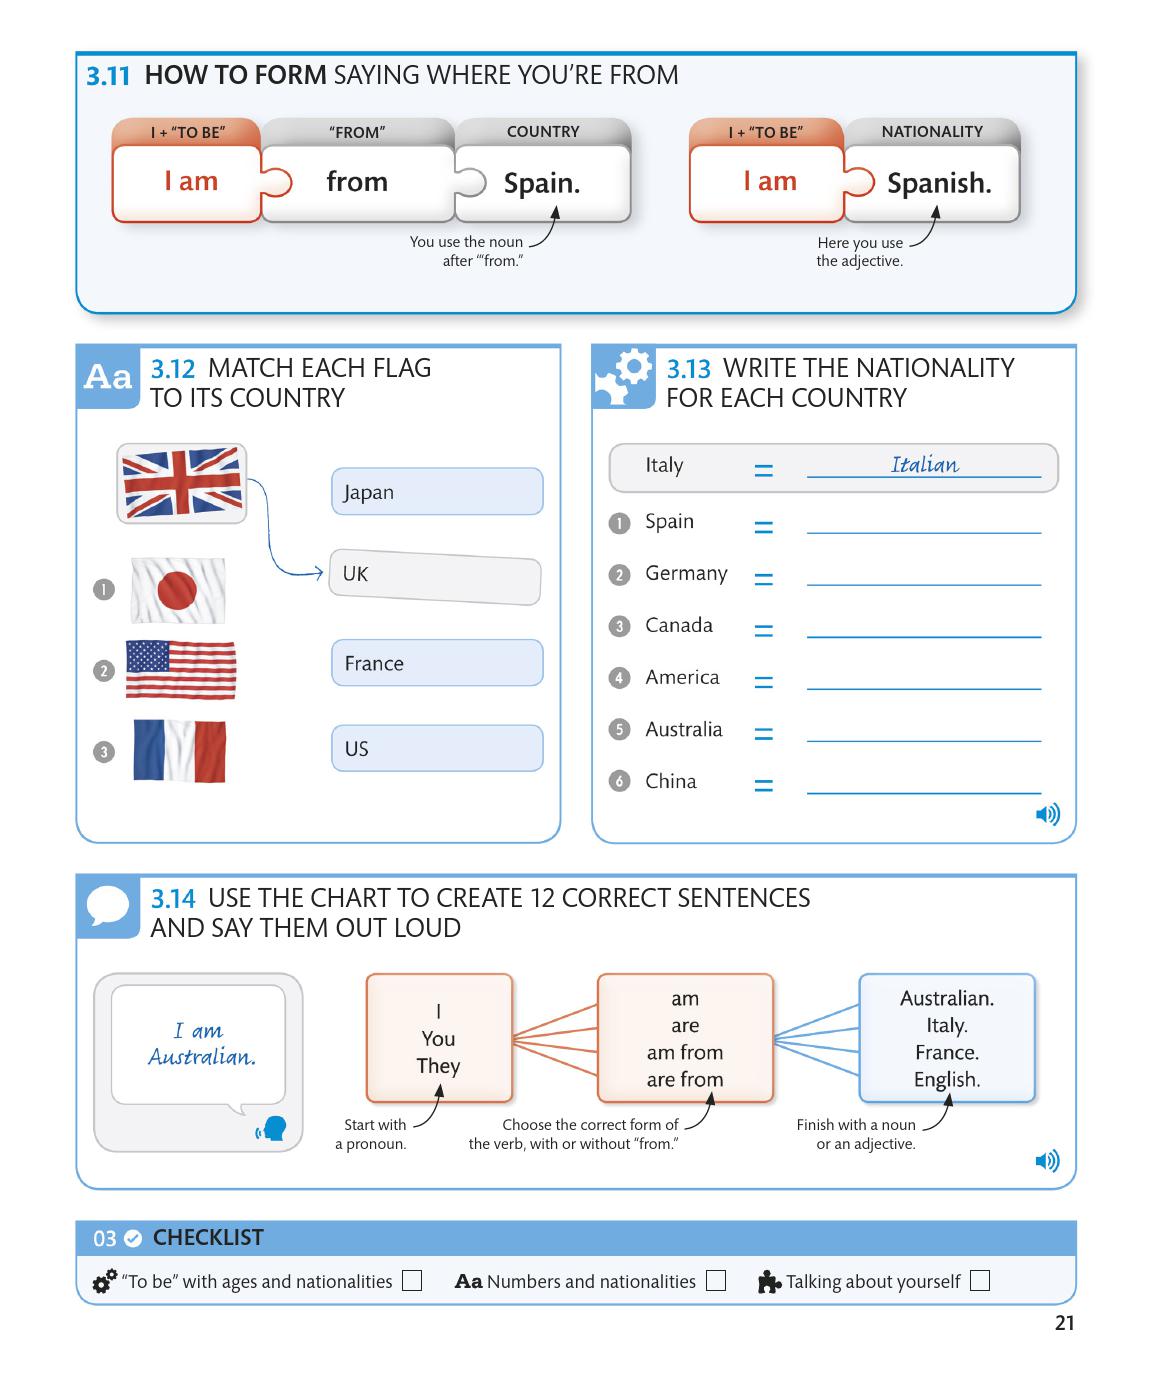 3.11 HOW TO FORM SAYING WHERE YOU'RE FROM
I + "TO BE"
"FROM"
COUNTRY
I am
from
Spain.
You use the noun
after "'from."
I + "TO BE"
NATIONALITY
I am
Spanish.
Here you use
the adjective.
Aa
3.12 MATCH EACH FLAG
TO ITS COUNTRY
Japan
UK
1
2
France
3
US
3.13 WRITE THE NATIONALITY
FOR EACH COUNTRY
Italy = Italian
1 Spain =
2 Germany =
3 Canada =
4 America =
5 Australia =
6 China =
3.14 USE THE CHART TO CREATE 12 CORRECT SENTENCES
AND SAY THEM OUT LOUD
I am
Australian.
I
You
They
Start with
a pronoun.
am
are
am from
are from
Choose the correct form of
the verb, with or without "from."
Australian.
Italy.
France.
English.
Finish with a noun
or an adjective.
03 CHECKLIST
"To be" with ages and nationalities
Aa Numbers and nationalities
Talking about yourself
21